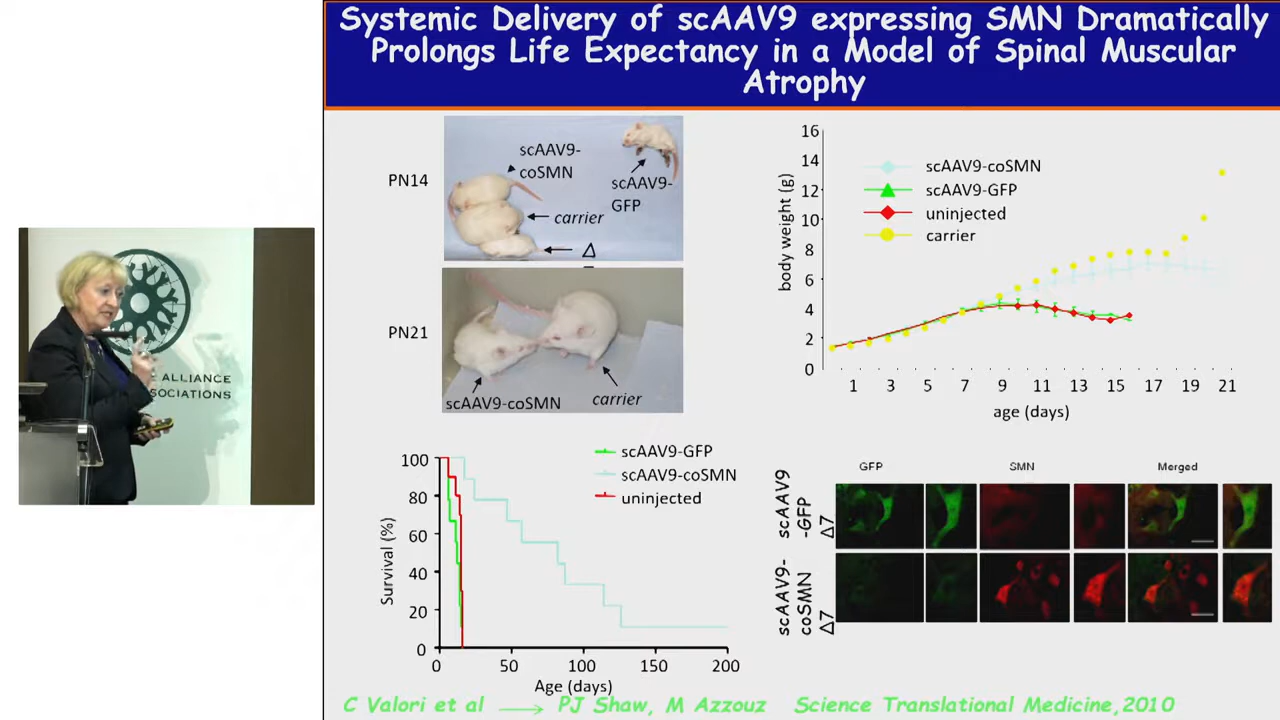 Systemic Delivery of scAAV9 expressing SMN Dramatically
Prolongs Life Expectancy in a Model of Spinal Muscular
Atrophy
ALLIANCE
SOCIATIONS
PN14
scAAV9-
coSMN
scAAV9-
GFP
carrier
Δ
PN21
scAAV9-coSMN
carrier
16
14
12
10
8
6
4
2
0
body weight (g)
scAAV9-coSMN
scAAV9-GFP
uninjected
carrier
1 3 5 7 9 11 13 15 17 19 21
age (days)
100
80
60
40
20
0
Survival (%)
scAAV9-GFP
scAAV9-coSMN
uninjected
0 50 100 150 200
Age (days)
GFP SMN Merged
scAAV9
-GFP
Δ7
scAAV9-
coSMN
Δ7
C Valori et al PJ Shaw, M Azzouz Science Translational Medicine,2010